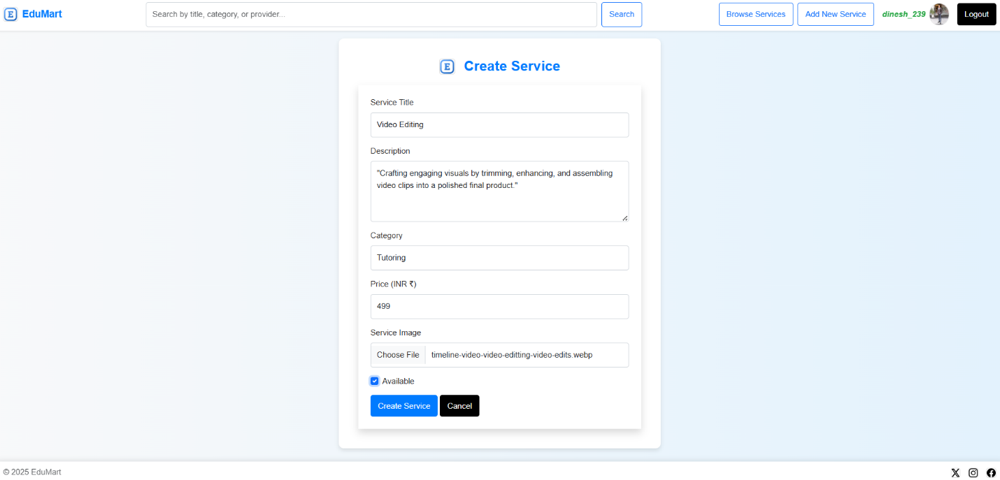 E EduMart
Search by title, category, or provider...
Search
Browse Services
Add New Service
dinesh_239
Logout
E Create Service
Service Title
Video Editing
Description
"Crafting engaging visuals by trimming, enhancing, and assembling
video clips into a polished final product."
Category
Tutoring
Price (INR ₹)
499
Service Image
Choose File timeline-video-video-editting-video-edits.webp
Available
Create Service
Cancel
© 2025 EduMart